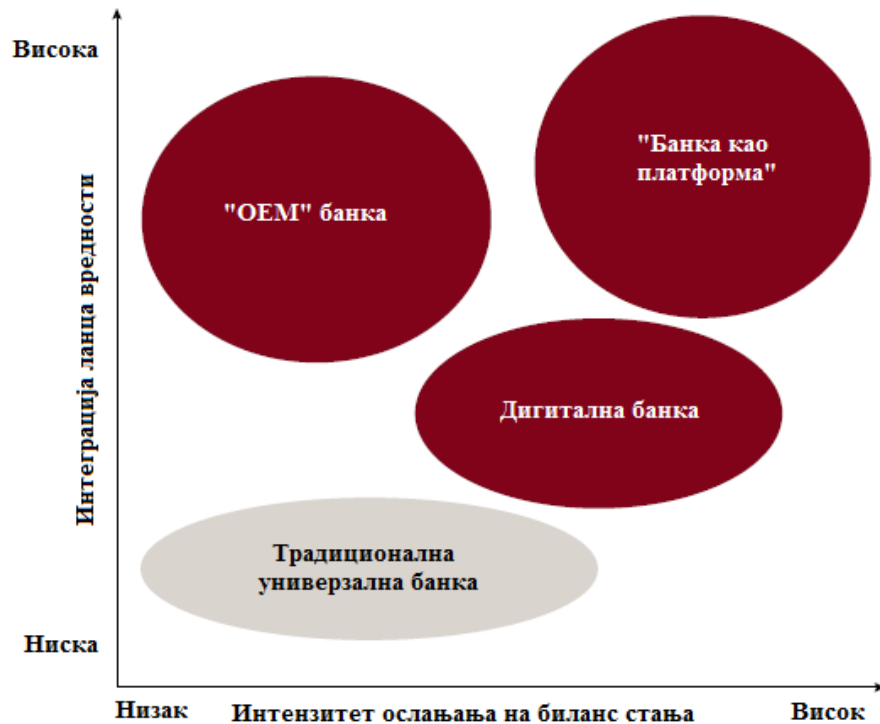 Висока
"Банка као
платформа"
"ОЕМ" банка
Интеграција ланца вредности
Дигитална банка
Традиционална
универзална банка
Ниска
Низак
Интензитет ослањања на биланс стања
Висок